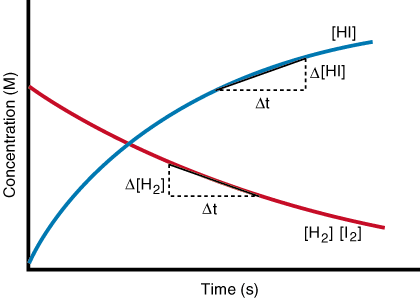 [HI]
Δ[HI]
Δt
Concentration (M)
Δ[H₂]
Δt
[H₂] [I₂]
Time (s)